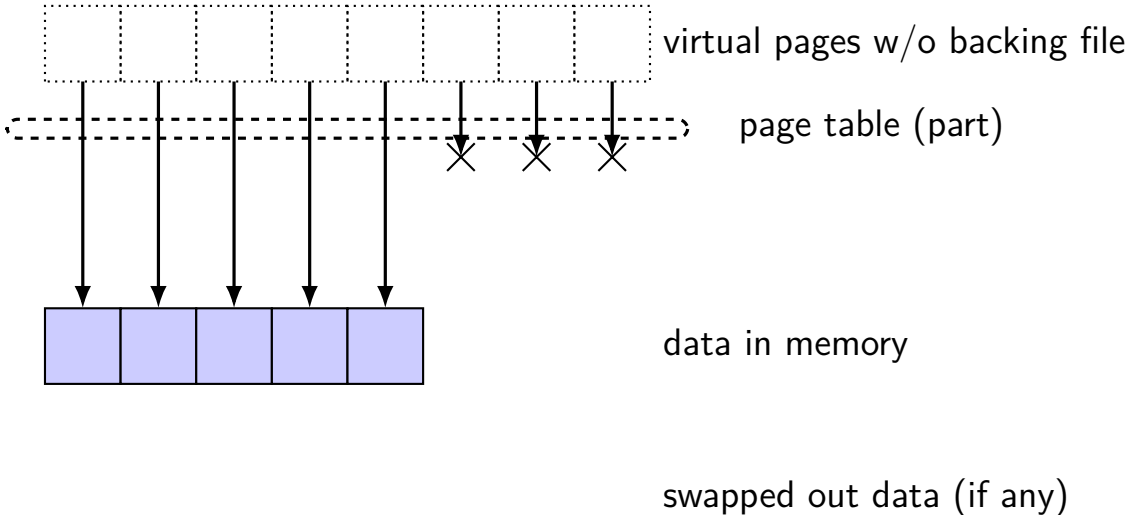 virtual pages w/o backing file
page table (part)
data in memory
swapped out data (if any)